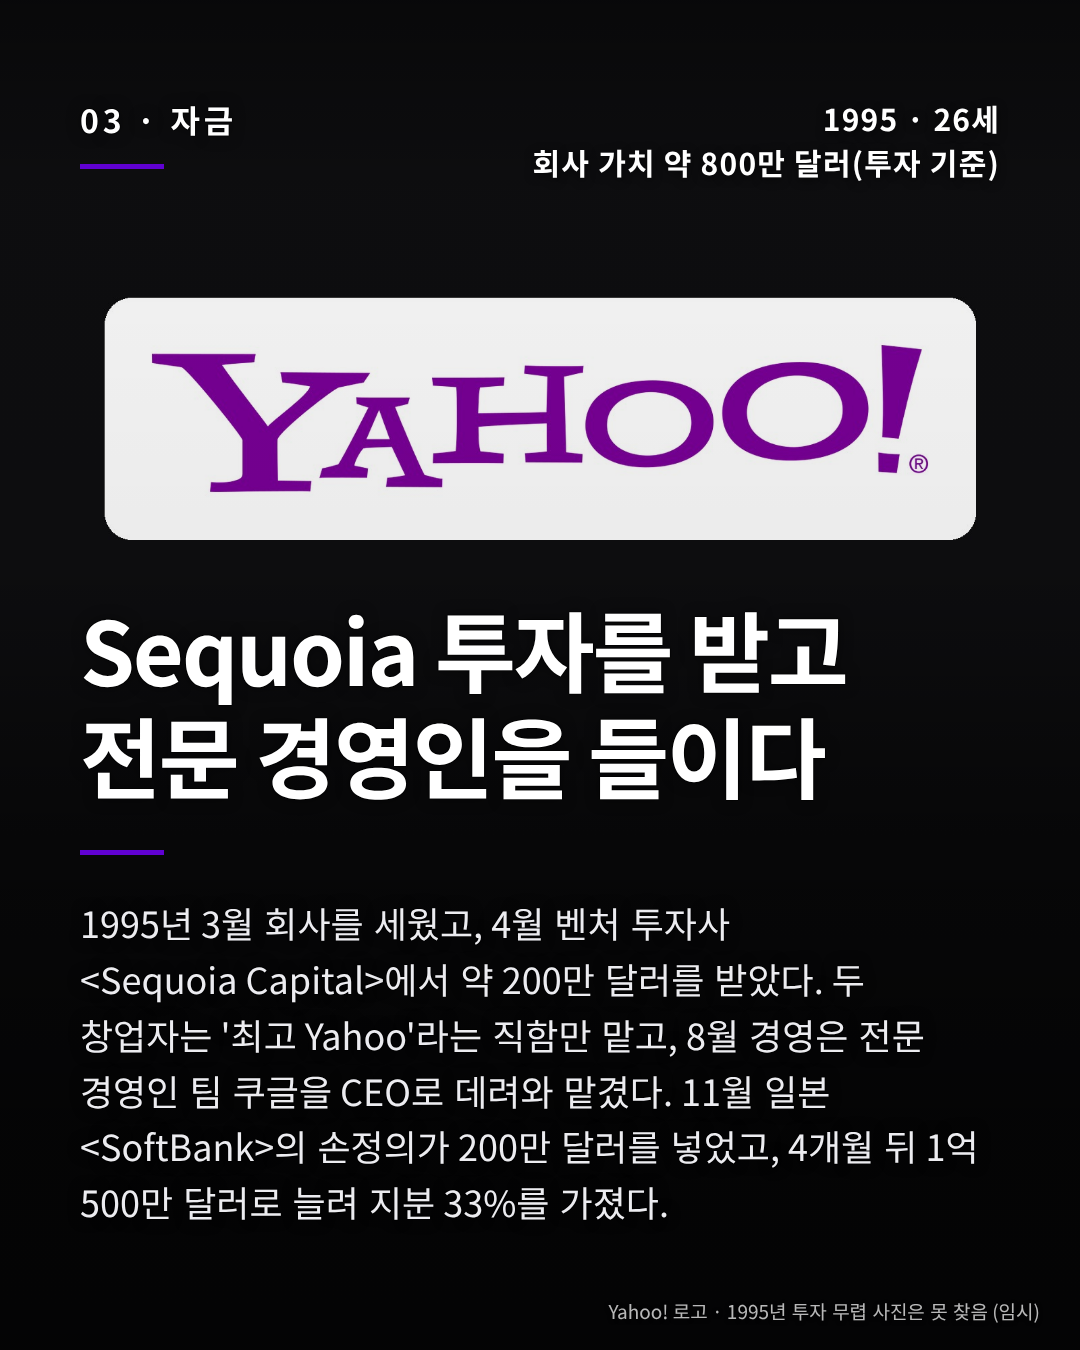 03 · 자금
1995 · 26세
회사 가치 약 800만 달러(투자 기준)
YAHOO!®
Sequoia 투자를 받고
전문 경영인을 들이다
1995년 3월 회사를 세웠고, 4월 벤처 투자사
<Sequoia Capital>에서 약 200만 달러를 받았다. 두
창업자는 '최고 Yahoo'라는 직함만 맡고, 8월 경영은 전문
경영인 팀 쿠글을 CEO로 데려와 맡겼다. 11월 일본
<SoftBank>의 손정의가 200만 달러를 넣었고, 4개월 뒤 1억
500만 달러로 늘려 지분 33%를 가졌다.
Yahoo! 로고 · 1995년 투자 무렵 사진은 못 찾음 (임시)